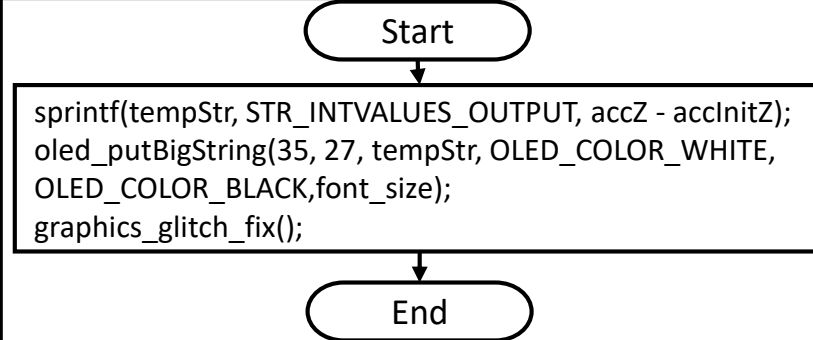 Start
sprintf(tempStr, STR_INTVALUES_OUTPUT, accZ - accInitZ);
oled_putBigString(35, 27, tempStr, OLED_COLOR_WHITE,
OLED_COLOR_BLACK,font_size);
graphics_glitch_fix();
End